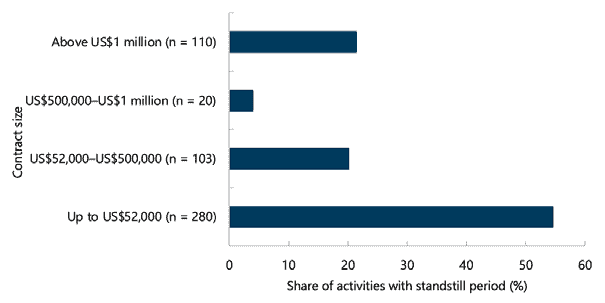 Contract size
Above US$1 million (n = 110)
US$500,000–US$1 million (n = 20)
US$52,000–US$500,000 (n = 103)
Up to US$52,000 (n = 280)
0 10 20 30 40 50 60
Share of activities with standstill period (%)